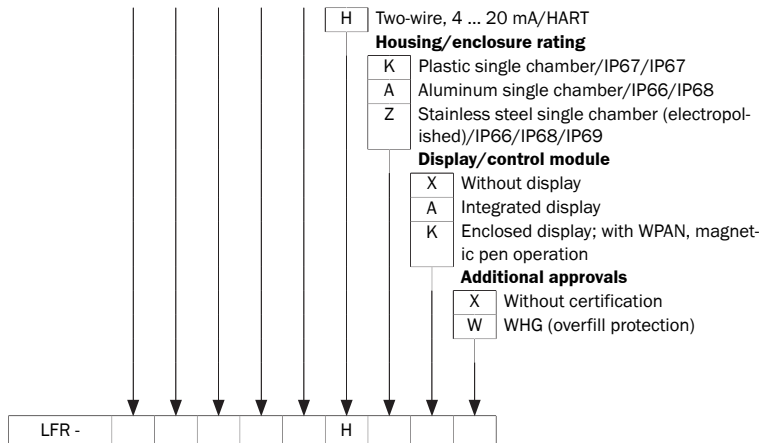 H Two-wire, 4 ... 20 mA/HART
Housing/enclosure rating
K Plastic single chamber/IP67/IP67
A Aluminum single chamber/IP66/IP68
Z Stainless steel single chamber (electropol-
ished)/IP66/IP68/IP69
Display/control module
X Without display
A Integrated display
K Enclosed display; with WPAN, magnet-
ic pen operation
Additional approvals
X Without certification
W WHG (overfill protection)
LFR - H